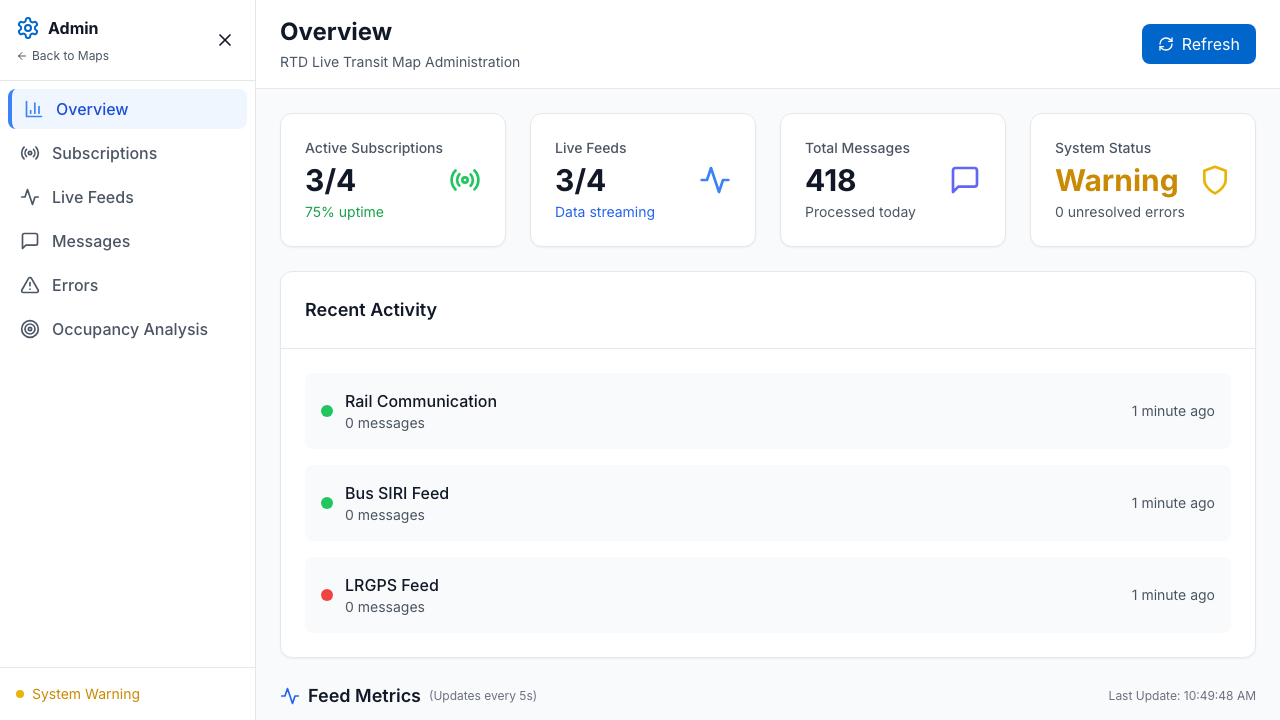 Admin
Back to Maps
Overview
Subscriptions
Live Feeds
Messages
Errors
Occupancy Analysis
System Warning
Overview
RTD Live Transit Map Administration
Refresh
Active Subscriptions
3/4
75% uptime
Live Feeds
3/4
Data streaming
Total Messages
418
Processed today
System Status
Warning
0 unresolved errors
Recent Activity
Rail Communication
0 messages
1 minute ago
Bus SIRI Feed
0 messages
1 minute ago
LRGPS Feed
0 messages
1 minute ago
Feed Metrics (Updates every 5s)
Last Update: 10:49:48 AM